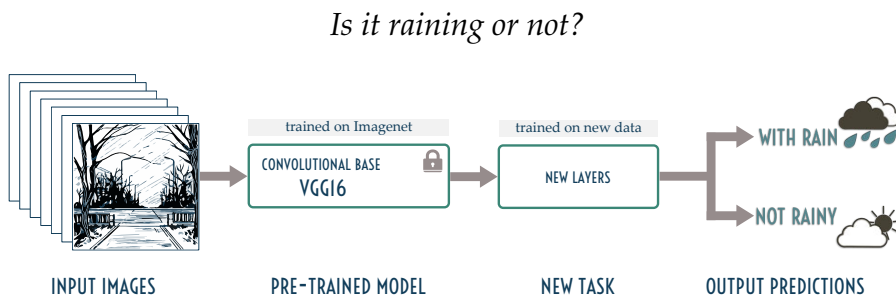 Is it raining or not?
trained on Imagenet
trained on new data
CONVOLUTIONAL BASE
VGG16
NEW LAYERS
WITH RAIN
NOT RAINY
INPUT IMAGES
PRE-TRAINED MODEL
NEW TASK
OUTPUT PREDICTIONS